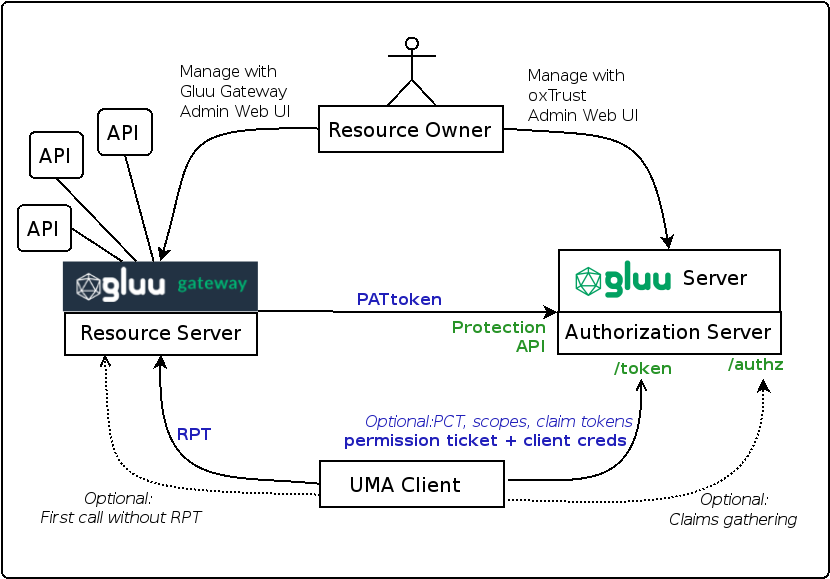 Manage with
Gluu Gateway
Admin Web UI
Manage with
oxTrust
Admin Web UI
Resource Owner
API
API
API
gluu gateway
Resource Server
gluu Server
Authorization Server
PATtoken
Protection
API
/token
/authz
RPT
Optional:PCT, scopes, claim tokens
permission ticket + client creds
UMA Client
Optional:
First call without RPT
Optional:
Claims gathering